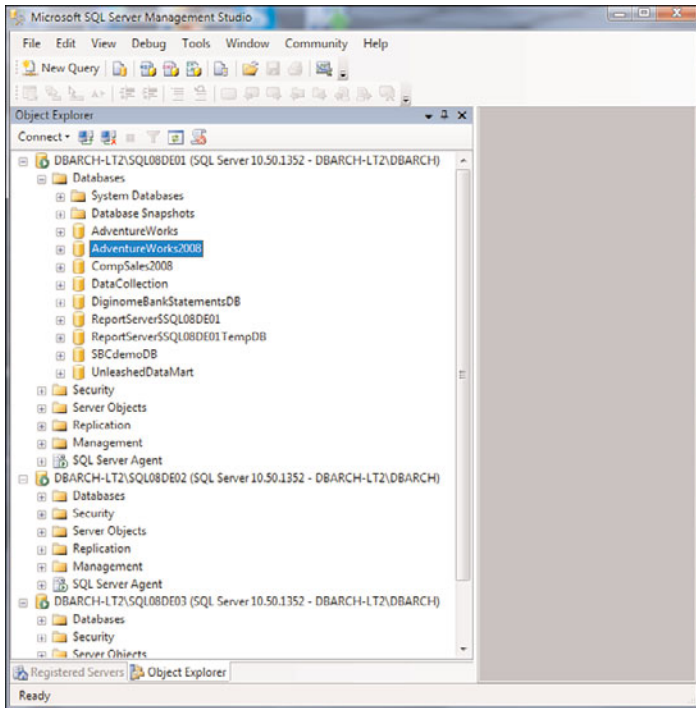 Microsoft SQL Server Management Studio
File Edit View Debug Tools Window Community Help
New Query
Object Explorer
Connect
DBARCH-LT2\SQL08DE01 (SQL Server 10.50.1352 - DBARCH-LT2\DBARCH)
Databases
System Databases
Database Snapshots
AdventureWorks
AdventureWorks2008
CompSales2008
DataCollection
DiginomeBankStatementsDB
ReportServer$SQL08DE01
ReportServer$SQL08DE01TempDB
SBCdemoDB
UnleashedDataMart
Security
Server Objects
Replication
Management
SQL Server Agent
DBARCH-LT2\SQL08DE02 (SQL Server 10.50.1352 - DBARCH-LT2\DBARCH)
Databases
Security
Server Objects
Replication
Management
SQL Server Agent
DBARCH-LT2\SQL08DE03 (SQL Server 10.50.1352 - DBARCH-LT2\DBARCH)
Databases
Security
Server Objects
Registered Servers Object Explorer
Ready